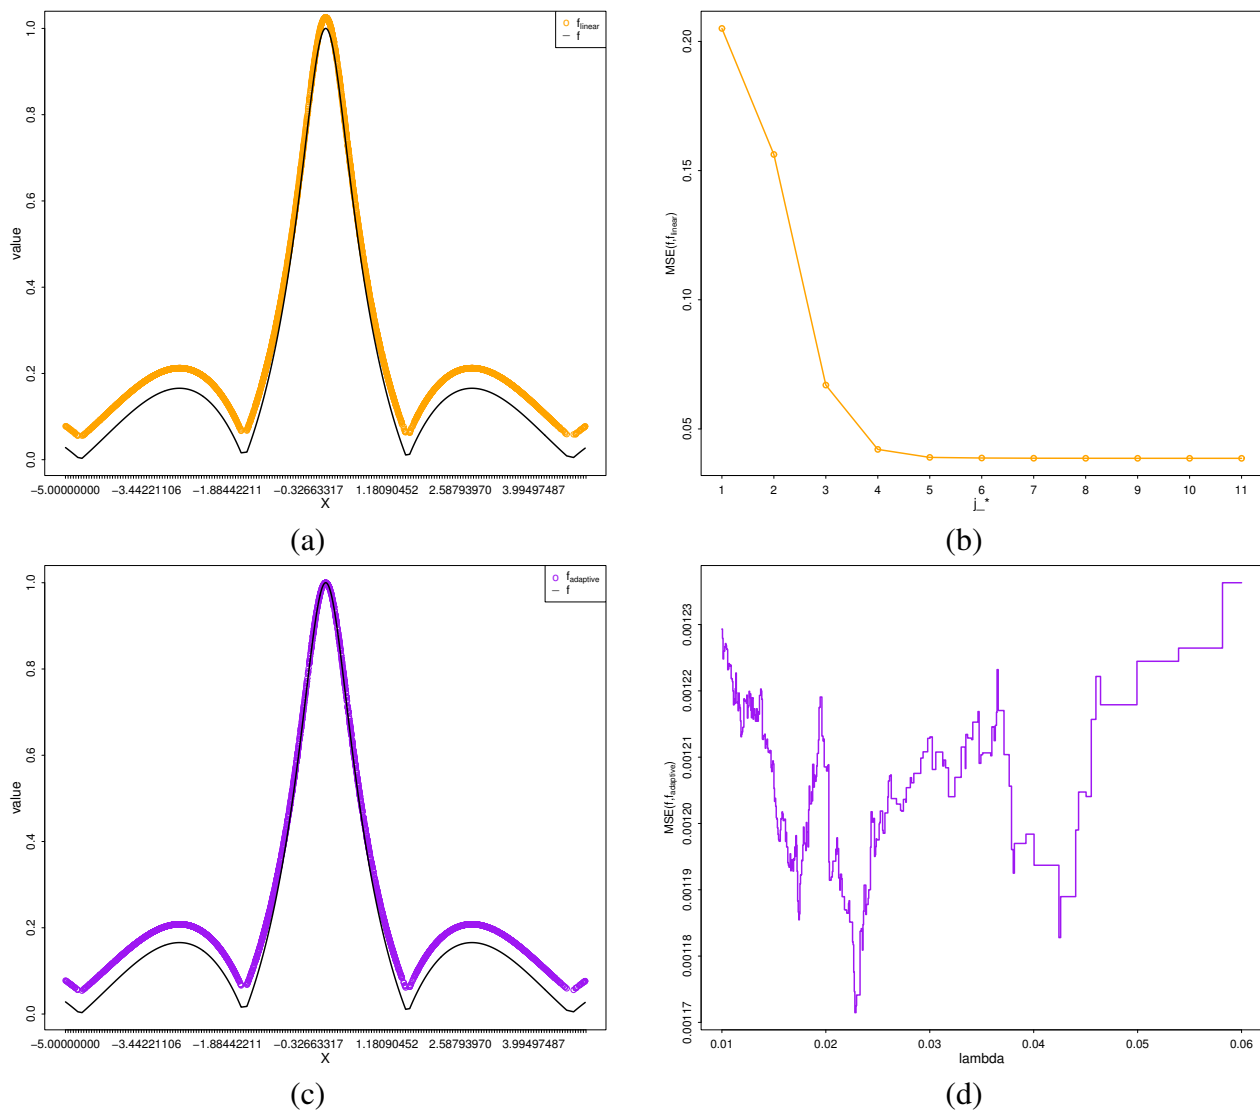 1.0
0.8
0.6
0.4
0.2
0.0
value
f_linear
f
−5.00000000 −3.44221106 −1.88442211 −0.32663317 1.18090452 2.58793970 3.99497487
X
(a)
0.20
0.15
0.10
0.05
MSE(f,f_linear)
1 2 3 4 5 6 7 8 9 10 11
j_*
(b)
1.0
0.8
0.6
0.4
0.2
0.0
value
f_adaptive
f
−5.00000000 −3.44221106 −1.88442211 −0.32663317 1.18090452 2.58793970 3.99497487
X
(c)
0.00123
0.00122
0.00121
0.00120
0.00119
0.00118
0.00117
MSE(f,f_adaptive)
0.01 0.02 0.03 0.04 0.05 0.06
lambda
(d)